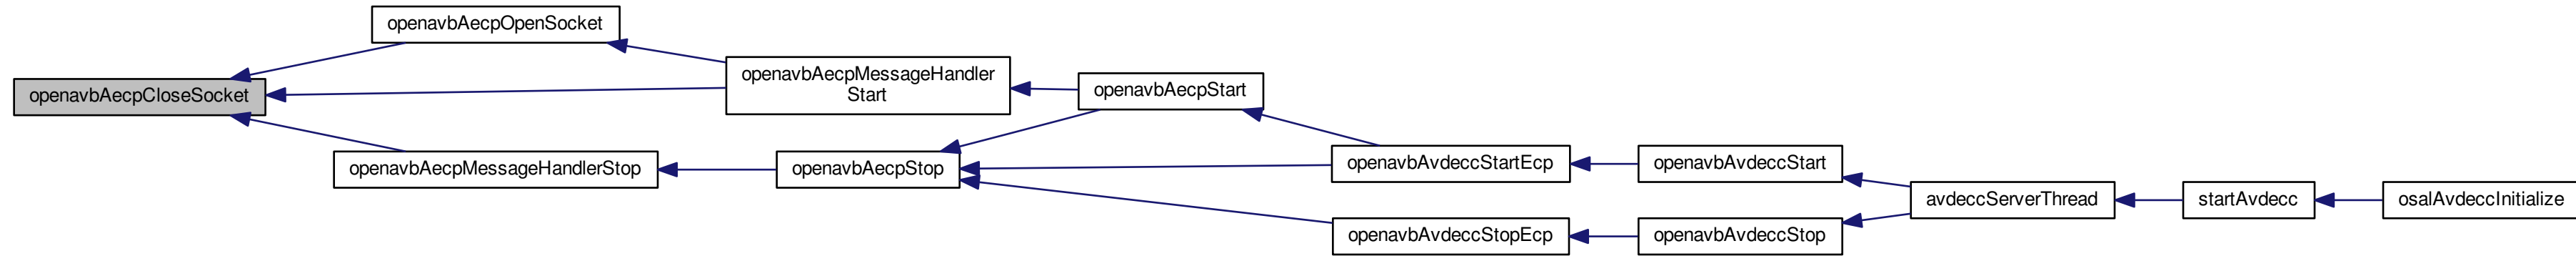 openavbAecpCloseSocket
openavbAecpOpenSocket
openavbAecpMessageHandler
Start
openavbAecpMessageHandlerStop
openavbAecpStart
openavbAecpStop
openavbAvdeccStartEcp
openavbAvdeccStopEcp
openavbAvdeccStart
openavbAvdeccStop
avdeccServerThread
startAvdecc
osalAvdeccInitialize